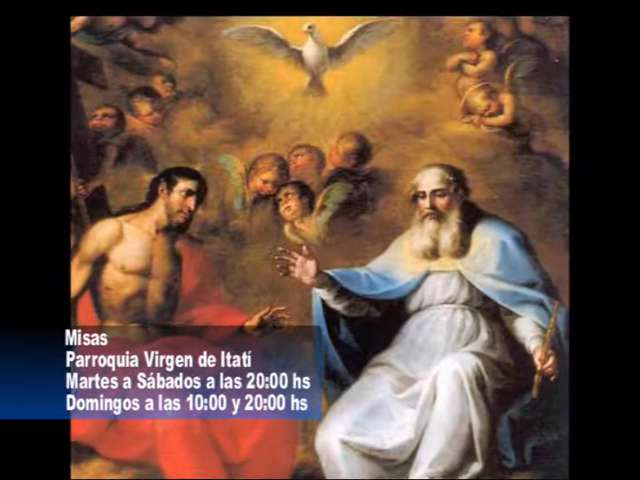 Misas
Parroquia Virgen de Itatí
Martes a Sábados a las 20:00 hs
Domingos a las 10:00 y 20:00 hs